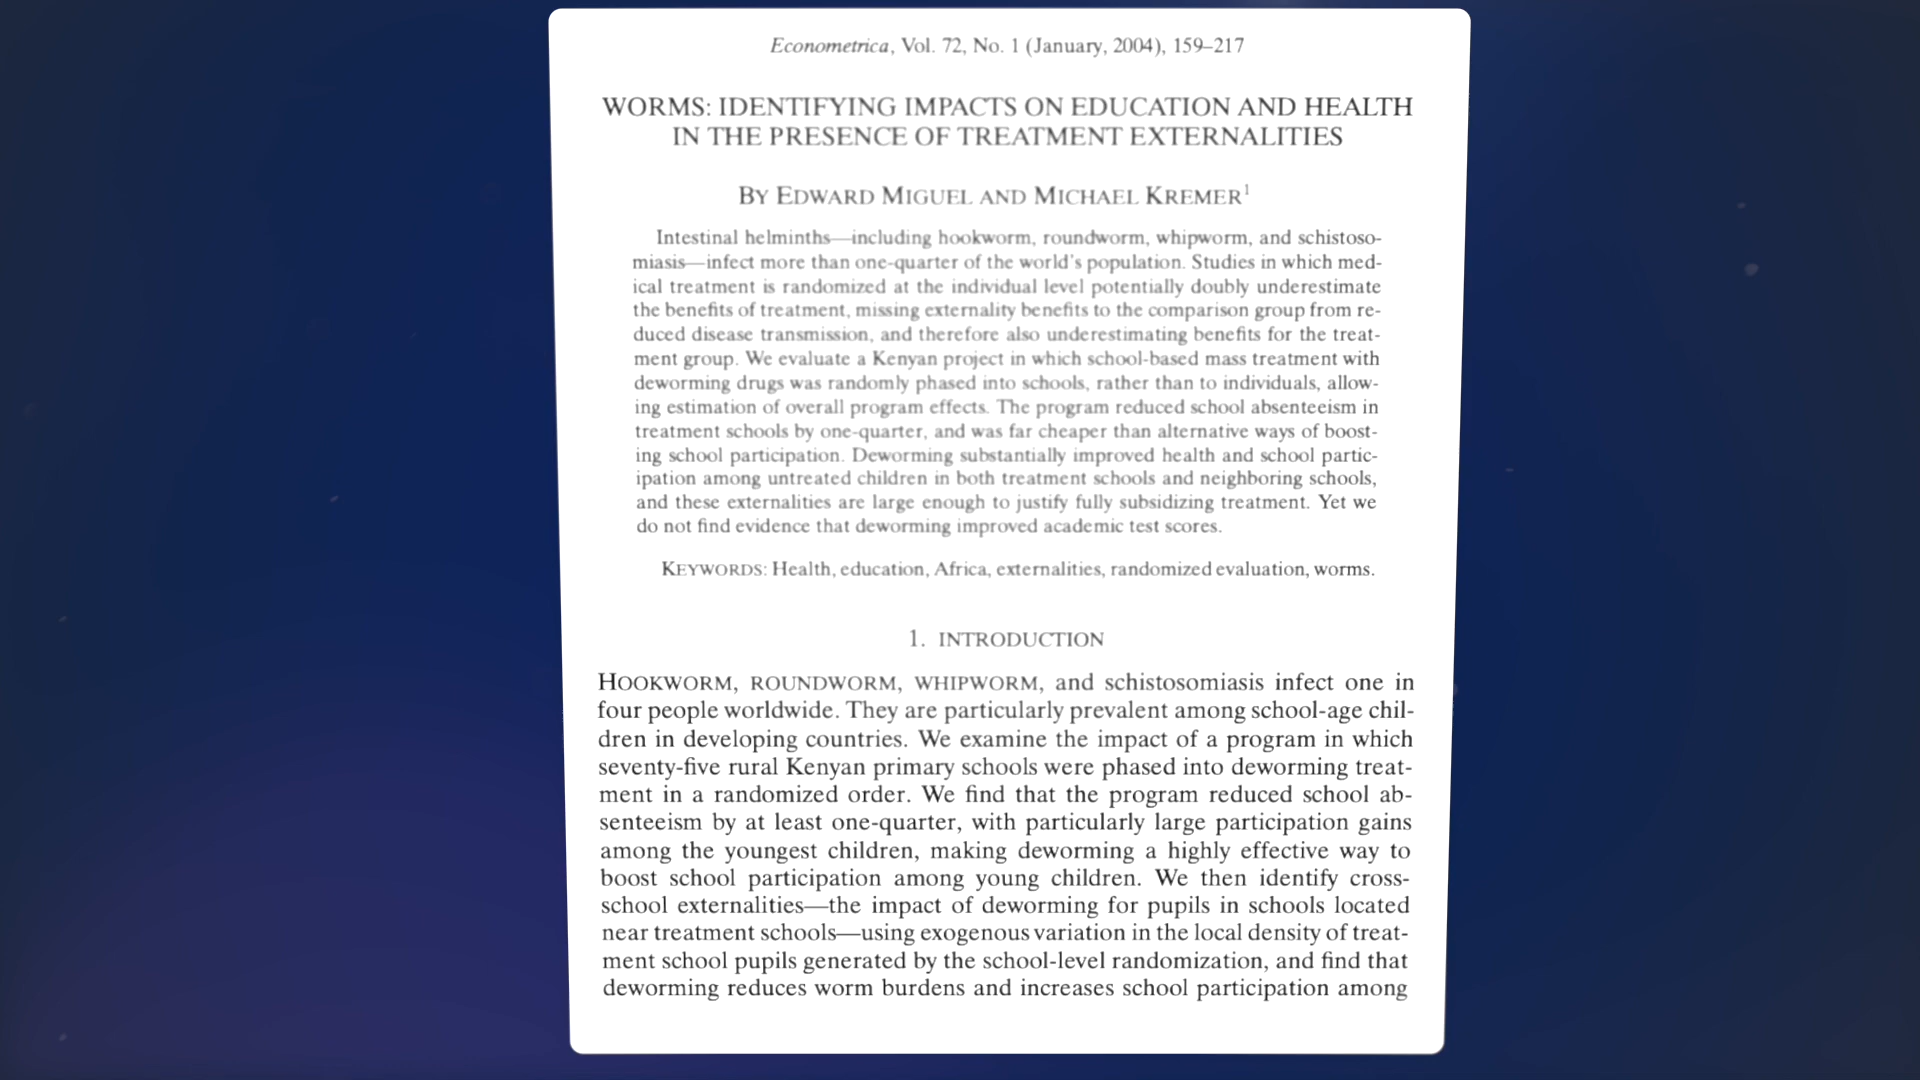 Econometrica, Vol. 72, No. 1 (January, 2004), 159–217
WORMS: IDENTIFYING IMPACTS ON EDUCATION AND HEALTH
IN THE PRESENCE OF TREATMENT EXTERNALITIES
BY EDWARD MIGUEL AND MICHAEL KREMER¹
Intestinal helminths—including hookworm, roundworm, whipworm, and schistoso-
miasis—infect more than one-quarter of the world's population. Studies in which med-
ical treatment is randomized at the individual level potentially doubly underestimate
the benefits of treatment, missing externality benefits to the comparison group from re-
duced disease transmission, and therefore also underestimating benefits for the treat-
ment group. We evaluate a Kenyan project in which school-based mass treatment with
deworming drugs was randomly phased into schools, rather than to individuals, allow-
ing estimation of overall program effects. The program reduced school absenteeism in
treatment schools by one-quarter, and was far cheaper than alternative ways of boost-
ing school participation. Deworming substantially improved health and school partic-
ipation among untreated children in both treatment schools and neighboring schools,
and these externalities are large enough to justify fully subsidizing treatment. Yet we
do not find evidence that deworming improved academic test scores.
KEYWORDS: Health, education, Africa, externalities, randomized evaluation, worms.
1. INTRODUCTION
HOOKWORM, ROUNDWORM, WHIPWORM, and schistosomiasis infect one in
four people worldwide. They are particularly prevalent among school-age chil-
dren in developing countries. We examine the impact of a program in which
seventy-five rural Kenyan primary schools were phased into deworming treat-
ment in a randomized order. We find that the program reduced school ab-
senteeism by at least one-quarter, with particularly large participation gains
among the youngest children, making deworming a highly effective way to
boost school participation among young children. We then identify cross-
school externalities—the impact of deworming for pupils in schools located
near treatment schools—using exogenous variation in the local density of treat-
ment school pupils generated by the school-level randomization, and find that
deworming reduces worm burdens and increases school participation among